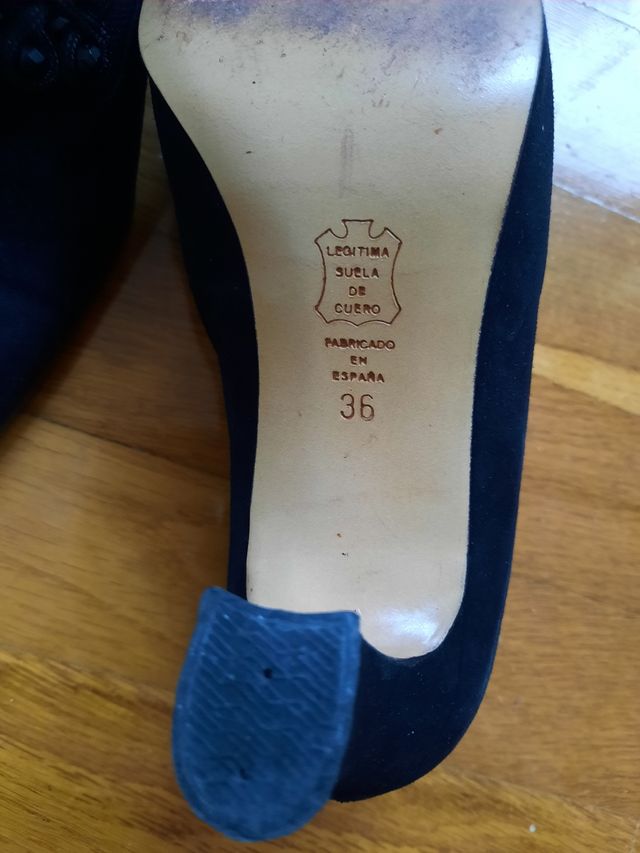 LEGITIMA
SUELA
DE
CUERO
FABRICADO
EN
ESPAÑA
36